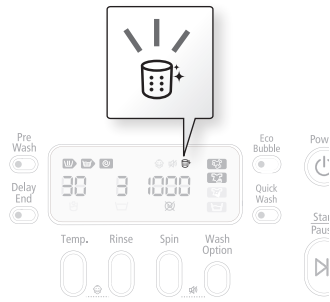 Pre
Wash
Eco
Bubble
Pow
Delay
End
30 3 1000
Quick
Wash
Star
Paus
Temp. Rinse Spin Wash
Option